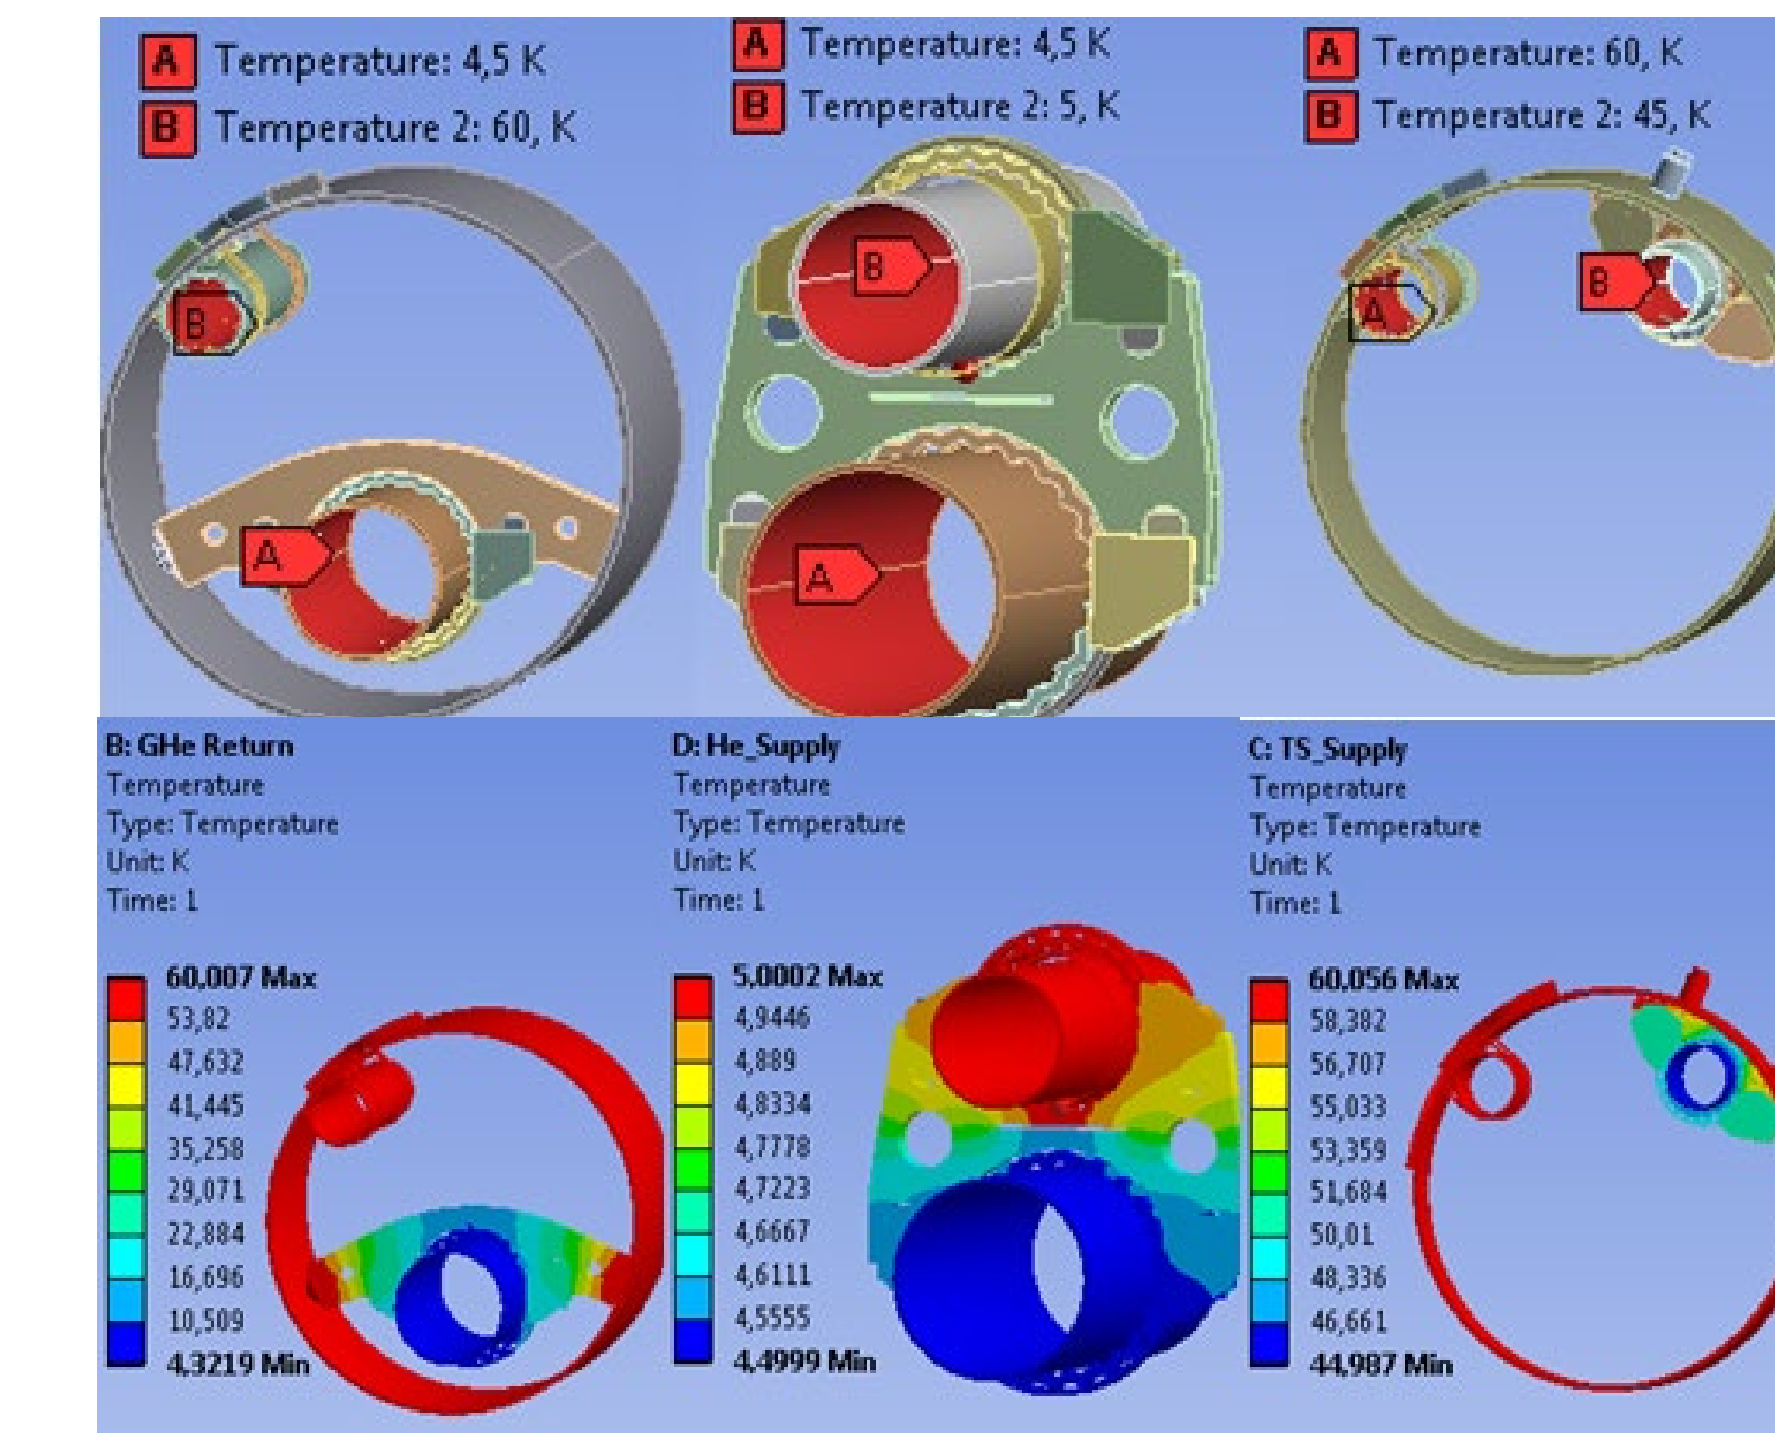 A Temperature: 4,5 K
B Temperature 2: 60, K
B
A
A Temperature: 4,5 K
B Temperature 2: 5, K
B
A
A Temperature: 60, K
B Temperature 2: 45, K
A
B
B: GHe Return
Temperature
Type: Temperature
Unit: K
Time: 1
60,007 Max
53,82
47,632
41,445
35,258
29,071
22,884
16,696
10,509
4,3219 Min
D: He_Supply
Temperature
Type: Temperature
Unit: K
Time: 1
5,0002 Max
4,9446
4,889
4,8334
4,7778
4,7223
4,6667
4,6111
4,5555
4,4999 Min
C: TS_Supply
Temperature
Type: Temperature
Unit: K
Time: 1
60,056 Max
58,382
56,707
55,033
53,359
51,684
50,01
48,336
46,661
44,987 Min